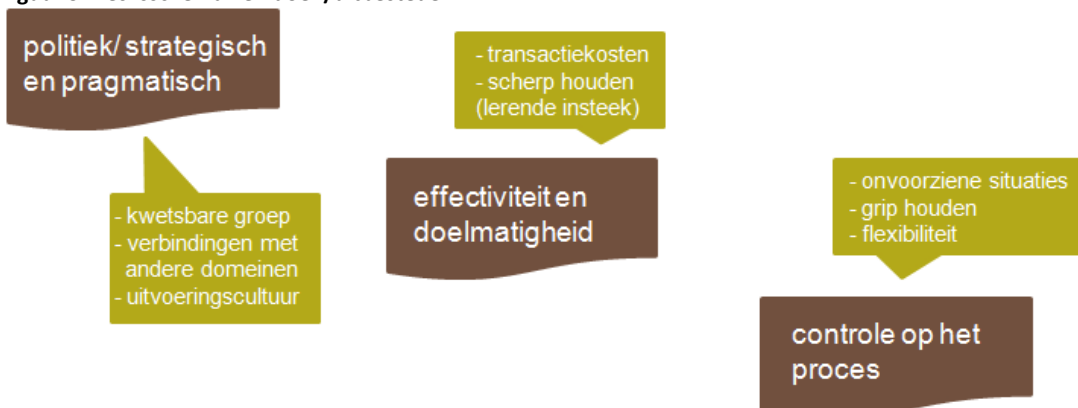 politiek/ strategisch
en pragmatisch
- transactiekosten
- scherp houden
(lerende insteek)
- kwetsbare groep
- verbindingen met
andere domeinen
- uitvoeringscultuur
effectiviteit en
doelmatigheid
- onvoorziene situaties
- grip houden
- flexibiliteit
controle op het
proces